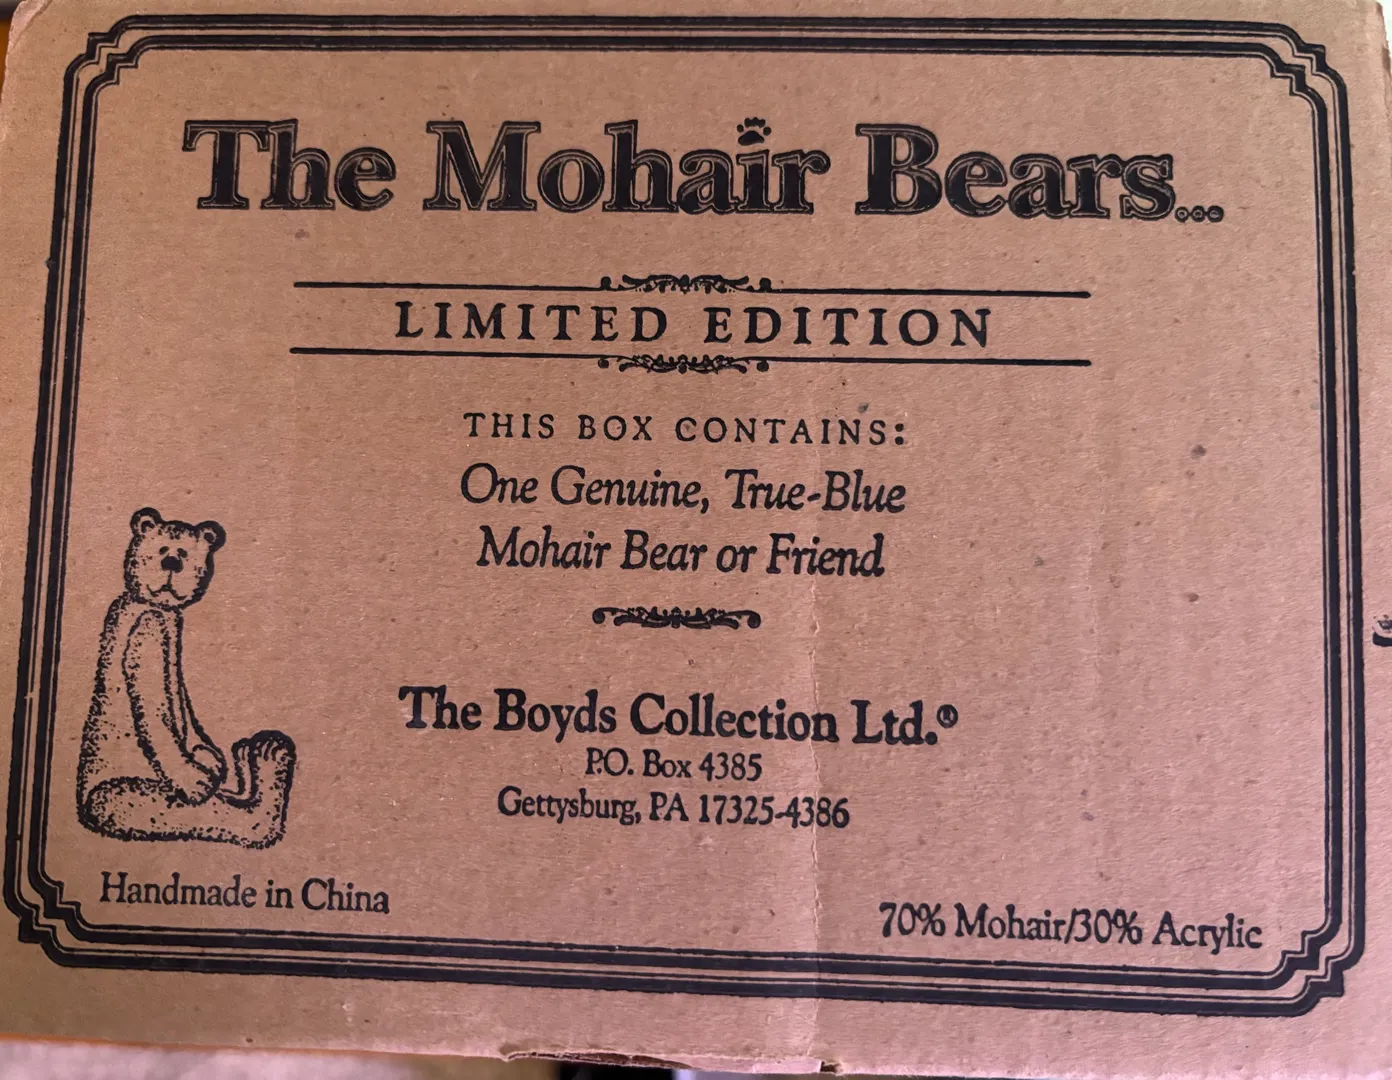 The Mohair Bears...
LIMITED EDITION
THIS BOX CONTAINS:
One Genuine, True-Blue
Mohair Bear or Friend
The Boyds Collection Ltd.®
P.O. Box 4385
Gettysburg, PA 17325-4386
Handmade in China
70% Mohair/30% Acrylic